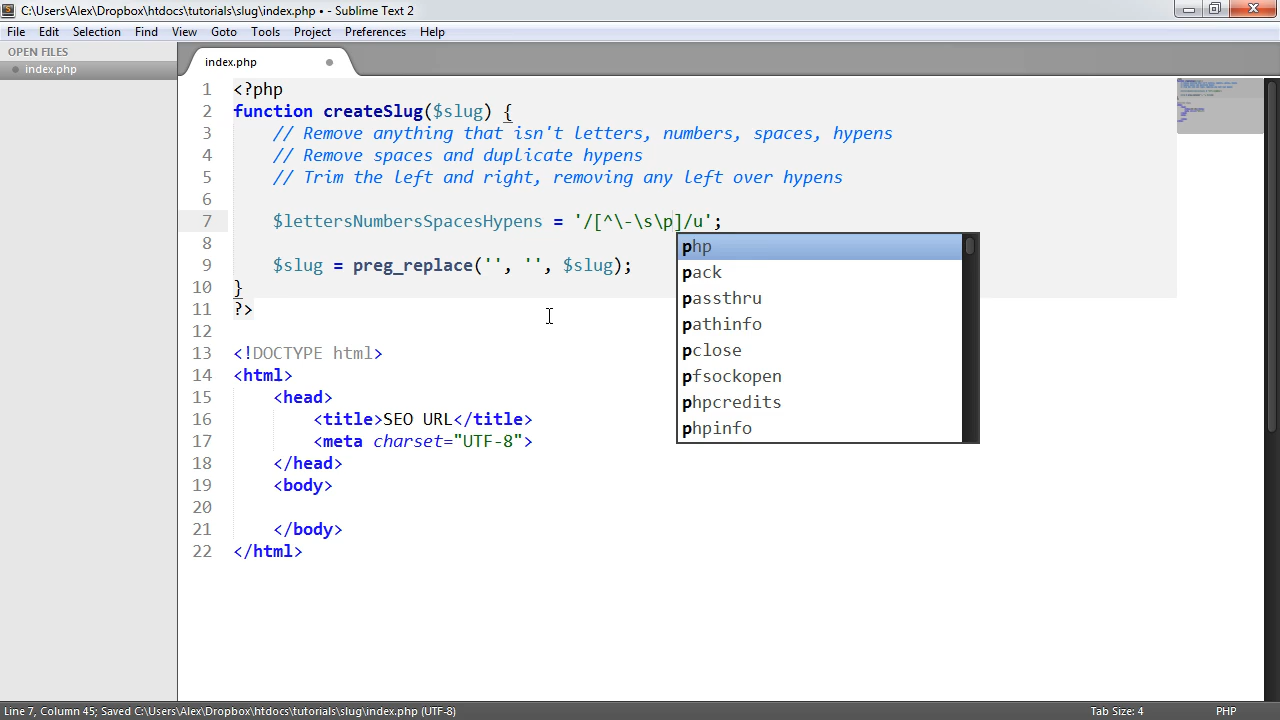 C:\Users\Alex\Dropbox\htdocs\tutorials\slug\index.php • - Sublime Text 2
File Edit Selection Find View Goto Tools Project Preferences Help
OPEN FILES
index.php
index.php
1 <?php
2 function createSlug($slug) {
3 // Remove anything that isn't letters, numbers, spaces, hypens
4 // Remove spaces and duplicate hypens
5 // Trim the left and right, removing any left over hypens
6
7 $lettersNumbersSpacesHypens = '/[^\-\s\p]/u';
8
9 $slug = preg_replace('', '', $slug);
10 }
11 ?>
12
13 <!DOCTYPE html>
14 <html>
15 <head>
16 <title>SEO URL</title>
17 <meta charset="UTF-8">
18 </head>
19 <body>
20
21 </body>
22 </html>
php
pack
passthru
pathinfo
pclose
pfsockopen
phpcredits
phpinfo
Line 7, Column 45; Saved C:\Users\Alex\Dropbox\htdocs\tutorials\slug\index.php (UTF-8) Tab Size: 4 PHP